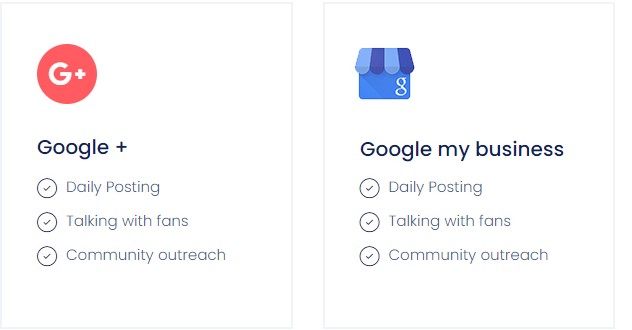 G+
Google +
Daily Posting
Talking with fans
Community outreach
g
Google my business
Daily Posting
Talking with fans
Community outreach